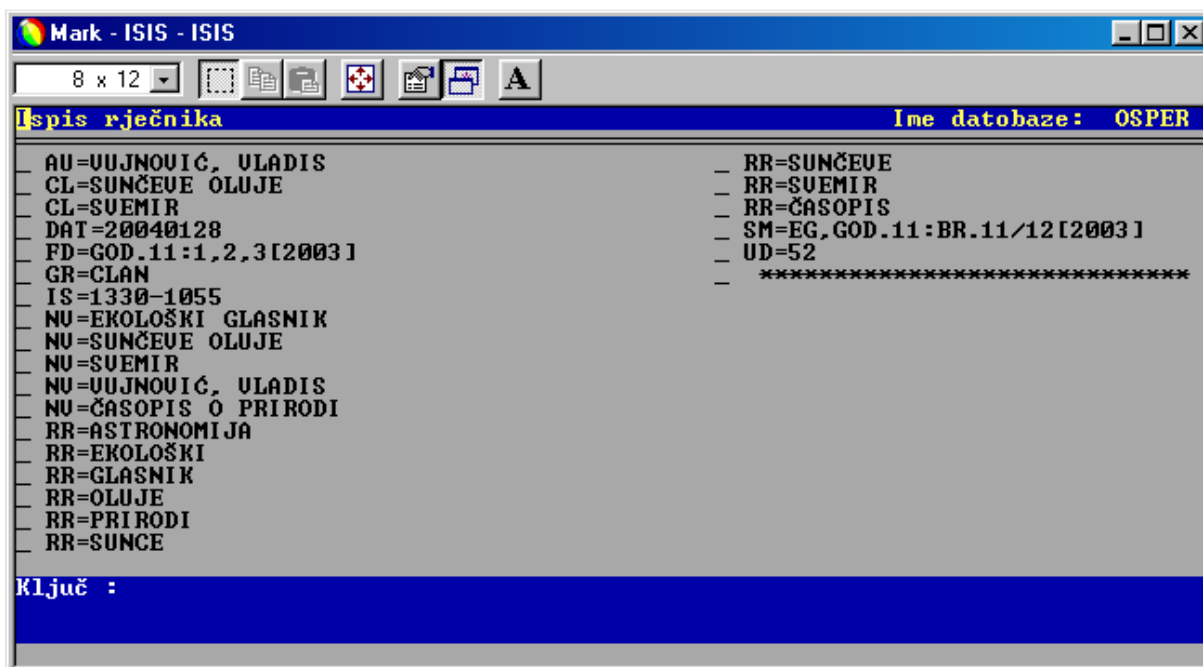 Mark - ISIS - ISIS
8 x 12
A
Ispis rječnika Ime datobaze: OSPER
_ AU=VUJNOVIĆ, VLADIS
_ CL=SUNČEVE OLUJE
_ CL=SVEMIR
_ DAT=20040128
_ FD=GOD.11:1,2,3[2003]
_ GR=CLAN
_ IS=1330-1055
_ NV=EKOLOŠKI GLASNIK
_ NV=SUNČEVE OLUJE
_ NV=SVEMIR
_ NV=VUJNOVIĆ, VLADIS
_ NV=ČASOPIS O PRIRODI
_ RR=ASTRONOMIJA
_ RR=EKOLOŠKI
_ RR=GLASNIK
_ RR=OLUJE
_ RR=PRIRODI
_ RR=SUNCE
_ RR=SUNČEVE
_ RR=SVEMIR
_ RR=ČASOPIS
_ SM=EG,GOD.11:BR.11/12[2003]
_ UD=52
_ *****************************
Ključ :